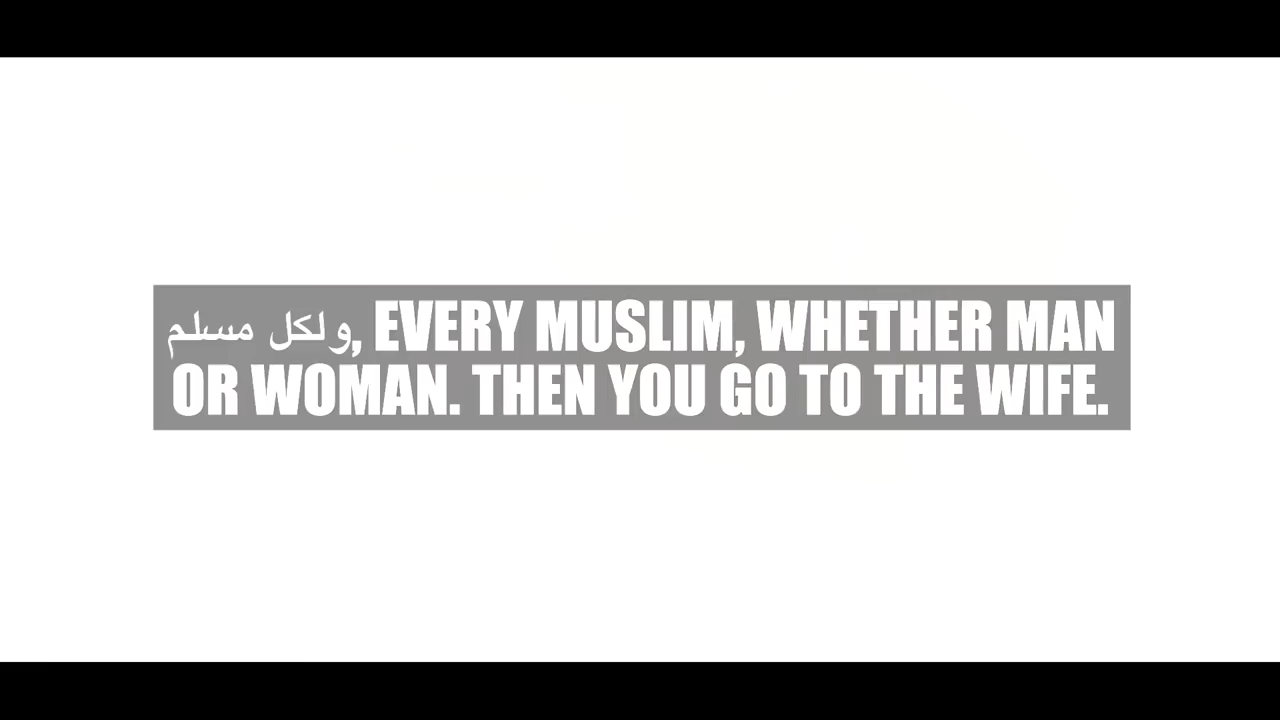 ولكل مسلم, EVERY MUSLIM, WHETHER MAN
OR WOMAN. THEN YOU GO TO THE WIFE.